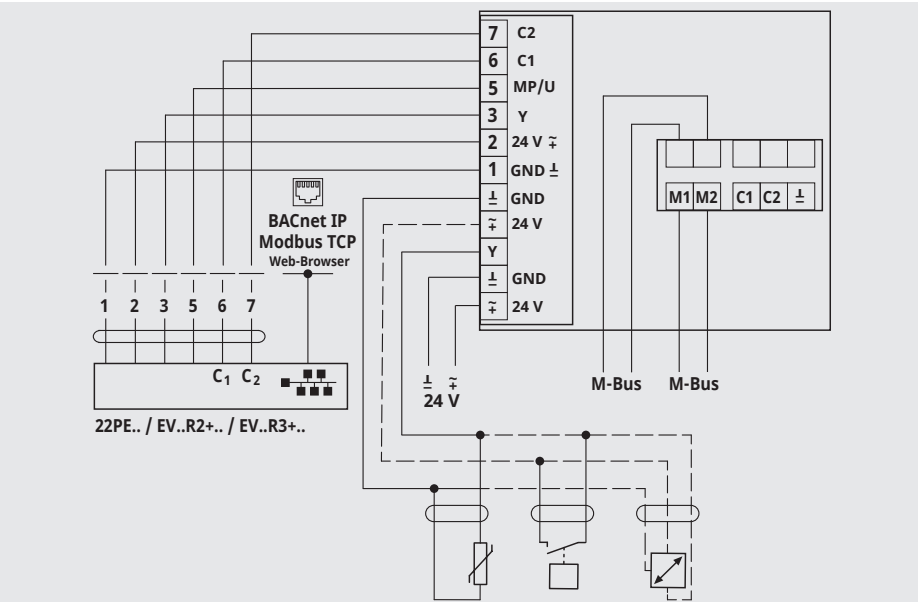 7 C2
6 C1
5 MP/U
3 Y
2 24 V ~+
1 GND ⊥
⊥ GND
~+ 24 V
Y
⊥ GND
~+ 24 V
M1 M2 C1 C2 ⊥
BACnet IP
Modbus TCP
Web-Browser
1 2 3 5 6 7
C1 C2
22PE.. / EV..R2+.. / EV..R3+..
⊥ ~+
24 V
M-Bus M-Bus